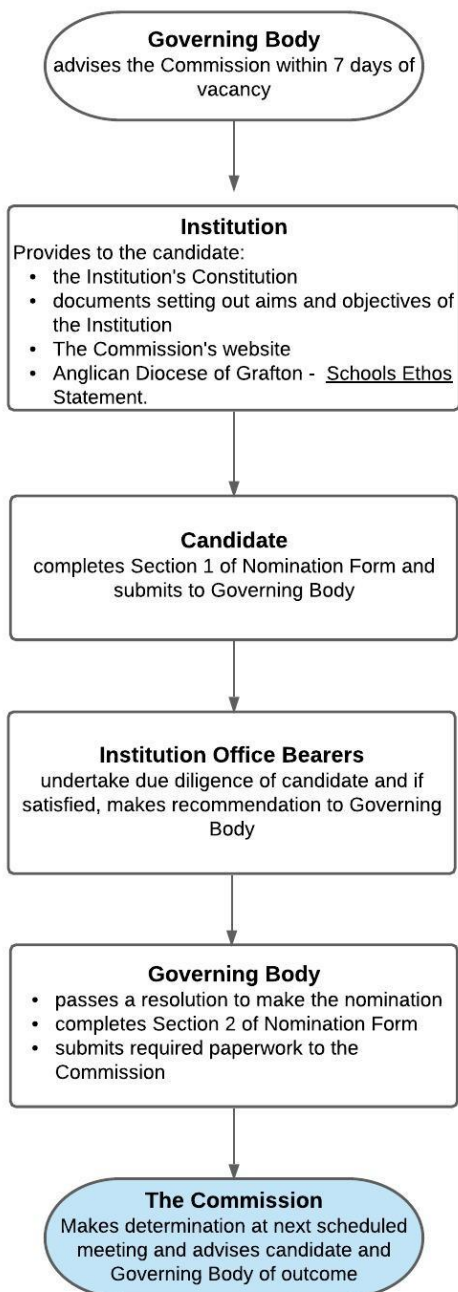 Governing Body
advises the Commission within 7 days of
vacancy
Institution
Provides to the candidate:
• the Institution's Constitution
• documents setting out aims and objectives of
the Institution
• The Commission's website
• Anglican Diocese of Grafton - Schools Ethos
Statement.
Candidate
completes Section 1 of Nomination Form and
submits to Governing Body
Institution Office Bearers
undertake due diligence of candidate and if
satisfied, makes recommendation to Governing
Body
Governing Body
• passes a resolution to make the nomination
• completes Section 2 of Nomination Form
• submits required paperwork to the
Commission
The Commission
Makes determination at next scheduled
meeting and advises candidate and
Governing Body of outcome